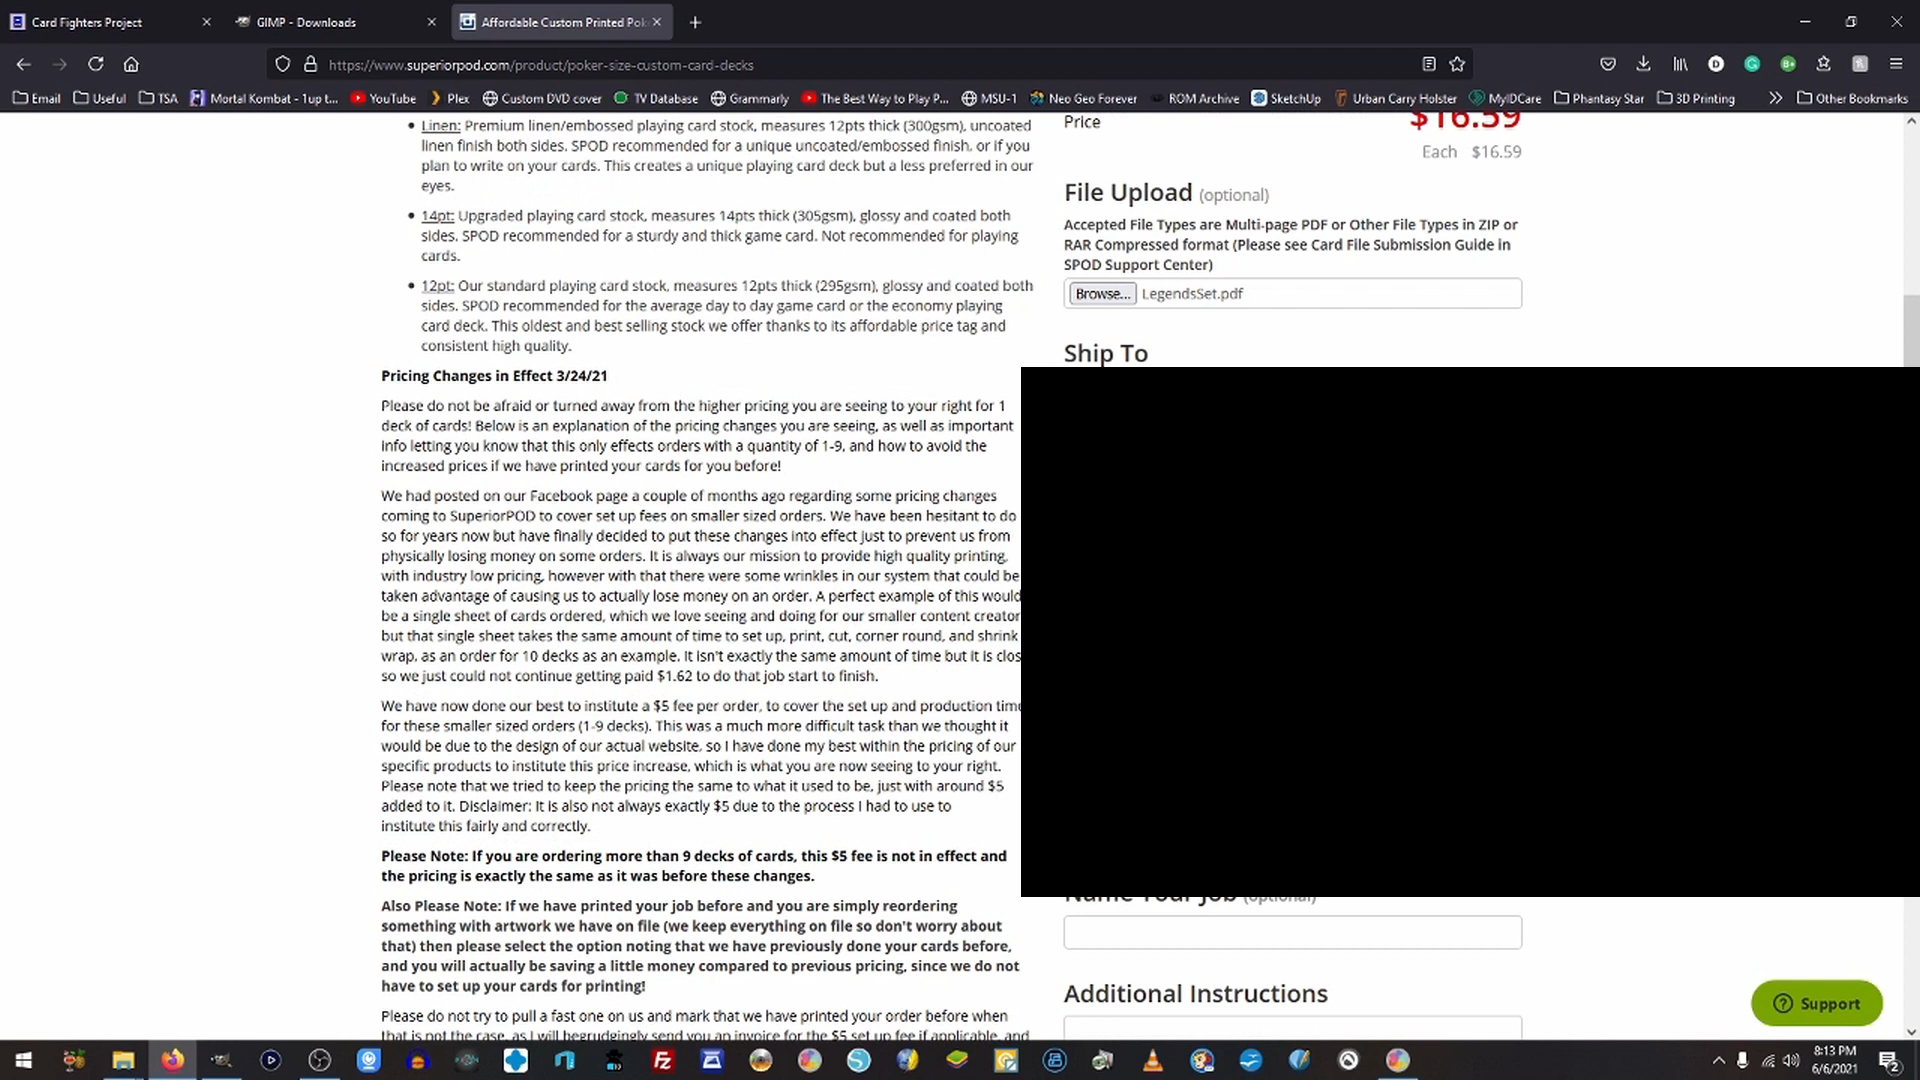 Card Fighters Project
GIMP - Downloads
Affordable Custom Printed Pok
https://www.superiorpod.com/product/poker-size-custom-card-decks
Email
Useful
TSA
Mortal Kombat - 1up t...
YouTube
Plex
Custom DVD cover
TV Database
Grammarly
The Best Way to Play P...
MSU-1
Neo Geo Forever
ROM Archive
SketchUp
Urban Carry Holster
MyIDCare
Phantasy Star
3D Printing
Other Bookmarks
Linen: Premium linen/embossed playing card stock, measures 12pts thick (300gsm), uncoated
linen finish both sides. SPOD recommended for a unique uncoated/embossed finish, or if you
plan to write on your cards. This creates a unique playing card deck but a less preferred in our
eyes.
14pt: Upgraded playing card stock, measures 14pts thick (305gsm), glossy and coated both
sides. SPOD recommended for a sturdy and thick game card. Not recommended for playing
cards.
12pt: Our standard playing card stock, measures 12pts thick (295gsm), glossy and coated both
sides. SPOD recommended for the average day to day game card or the economy playing
card deck. This oldest and best selling stock we offer thanks to its affordable price tag and
consistent high quality.
Pricing Changes in Effect 3/24/21
Please do not be afraid or turned away from the higher pricing you are seeing to your right for 1
deck of cards! Below is an explanation of the pricing changes you are seeing, as well as important
info letting you know that this only effects orders with a quantity of 1-9, and how to avoid the
increased prices if we have printed your cards for you before!
We had posted on our Facebook page a couple of months ago regarding some pricing changes
coming to SuperiorPOD to cover set up fees on smaller sized orders. We have been hesitant to do
so for years now but have finally decided to put these changes into effect just to prevent us from
physically losing money on some orders. It is always our mission to provide high quality printing,
with industry low pricing, however with that there were some wrinkles in our system that could be
taken advantage of causing us to actually lose money on an order. A perfect example of this would
be a single sheet of cards ordered, which we love seeing and doing for our smaller content creator
but that single sheet takes the same amount of time to set up, print, cut, corner round, and shrink
wrap, as an order for 10 decks as an example. It isn't exactly the same amount of time but it is clos
so we just could not continue getting paid $1.62 to do that job start to finish.
We have now done our best to institute a $5 fee per order, to cover the set up and production time
for these smaller sized orders (1-9 decks). This was a much more difficult task than we thought it
would be due to the design of our actual website, so I have done my best within the pricing of our
specific products to institute this price increase, which is what you are now seeing to your right.
Please note that we tried to keep the pricing the same to what it used to be, just with around $5
added to it. Disclaimer: It is also not always exactly $5 due to the process I had to use to
institute this fairly and correctly.
Please Note: If you are ordering more than 9 decks of cards, this $5 fee is not in effect and
the pricing is exactly the same as it was before these changes.
Also Please Note: If we have printed your job before and you are simply reordering
something with artwork we have on file (we keep everything on file so don't worry about
that) then please select the option noting that we have previously done your cards before,
and you will actually be saving a little money compared to previous pricing, since we do not
have to set up your cards for printing!
Please do not try to pull a fast one on us and mark that we have printed your order before when
that is not the case, as I will begrudgingly send you an invoice for the $5 set up fee if applicable, and
Price
$16.59
Each $16.59
File Upload (optional)
Accepted File Types are Multi-page PDF or Other File Types in ZIP or
RAR Compressed format (Please see Card File Submission Guide in
SPOD Support Center)
Browse... LegendsSet.pdf
Ship To
Name Your Job (optional)
Additional Instructions
Support
8:13 PM
6/6/2021
2